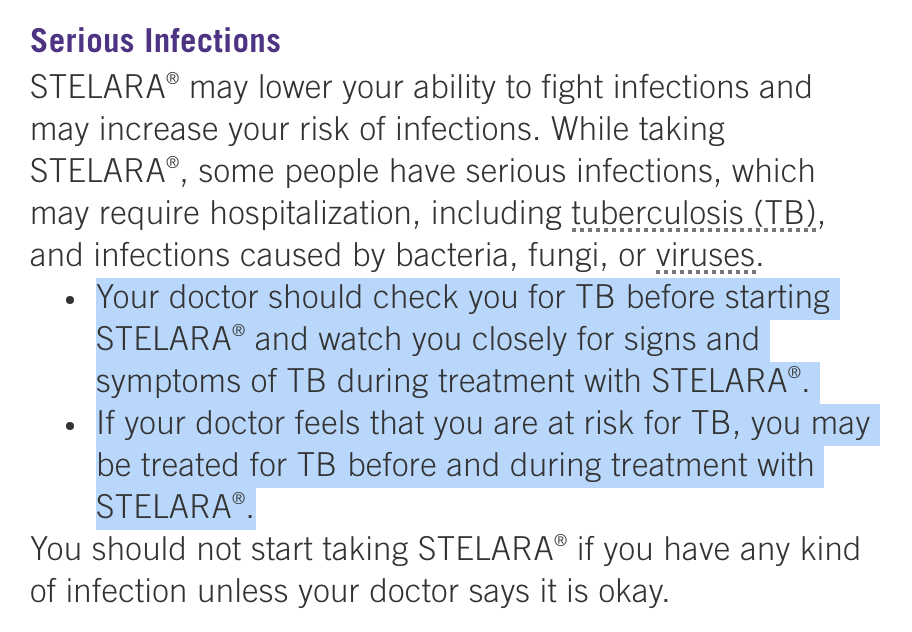 Serious Infections
STELARA® may lower your ability to fight infections and
may increase your risk of infections. While taking
STELARA®, some people have serious infections, which
may require hospitalization, including tuberculosis (TB),
and infections caused by bacteria, fungi, or viruses.
• Your doctor should check you for TB before starting
STELARA® and watch you closely for signs and
symptoms of TB during treatment with STELARA®.
• If your doctor feels that you are at risk for TB, you may
be treated for TB before and during treatment with
STELARA®.
You should not start taking STELARA® if you have any kind
of infection unless your doctor says it is okay.